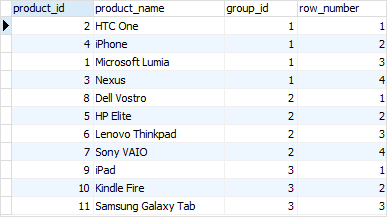 product_id product_name group_id row_number
2 HTC One 1 1
4 iPhone 1 2
1 Microsoft Lumia 1 3
3 Nexus 1 4
8 Dell Vostro 2 1
5 HP Elite 2 2
6 Lenovo Thinkpad 2 3
7 Sony VAIO 2 4
9 iPad 3 1
10 Kindle Fire 3 2
11 Samsung Galaxy Tab 3 3